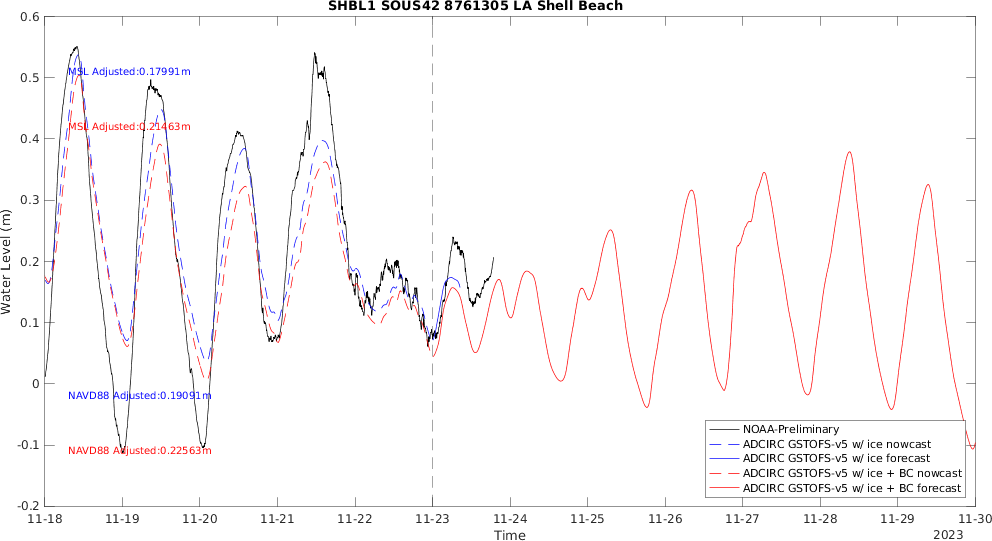 SHBL1 SOUS42 8761305 LA Shell Beach
0.6
0.5
0.4
0.3
0.2
0.1
0
-0.1
-0.2
Water Level (m)
MSL Adjusted:0.17991m
MSL Adjusted:0.21463m
NAVD88 Adjusted:0.19091m
NAVD88 Adjusted:0.22563m
NOAA-Preliminary
ADCIRC GSTOFS-v5 w/ ice nowcast
ADCIRC GSTOFS-v5 w/ ice forecast
ADCIRC GSTOFS-v5 w/ ice + BC nowcast
ADCIRC GSTOFS-v5 w/ ice + BC forecast
11-18 11-19 11-20 11-21 11-22 11-23 11-24 11-25 11-26 11-27 11-28 11-29 11-30
Time
2023